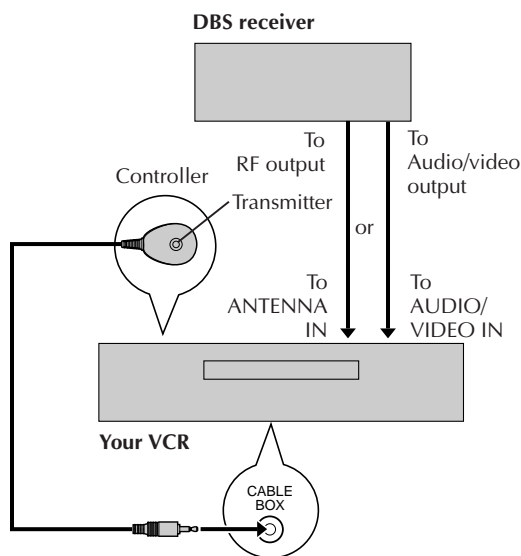 DBS receiver
To
RF output
To
Audio/video
output
Controller
Transmitter
or
To
ANTENNA
IN
To
AUDIO/
VIDEO IN
Your VCR
CABLE
BOX